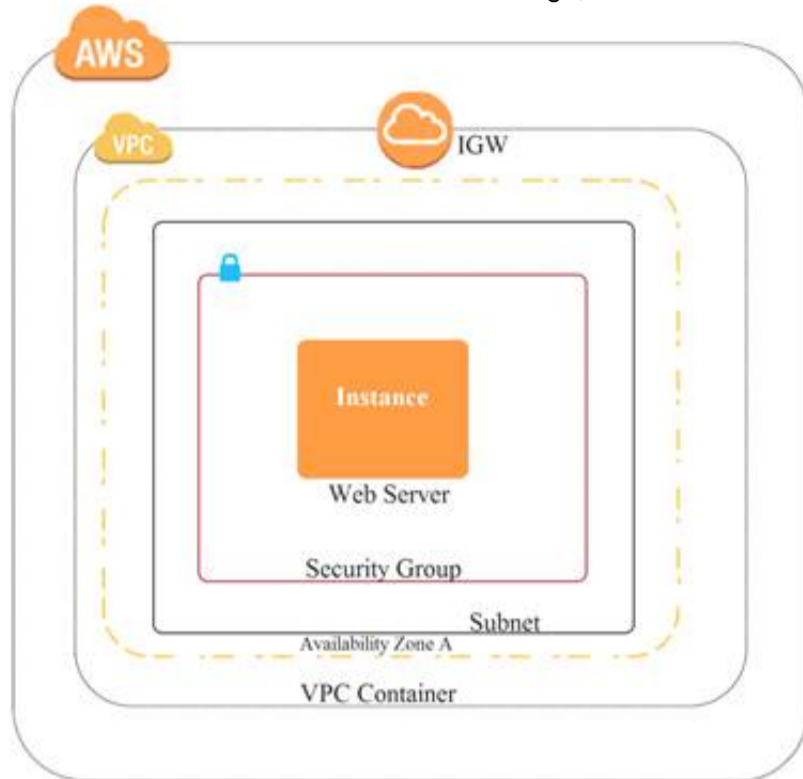 AWS
VPC
IGW
Instance
Web Server
Security Group
Subnet
Availability Zone A
VPC Container